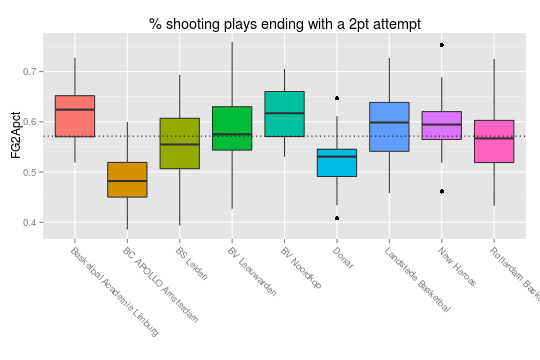 % shooting plays ending with a 2pt attempt
FG2Apct
0.7
0.6
0.5
0.4
Basketbal Academie Limburg
BC APOLLO Amsterdam
BS Leiden
BV Leeuwarden
BV Noordkop
Donar
Landstede Basketbal
New Heroes
Rotterdam Bask